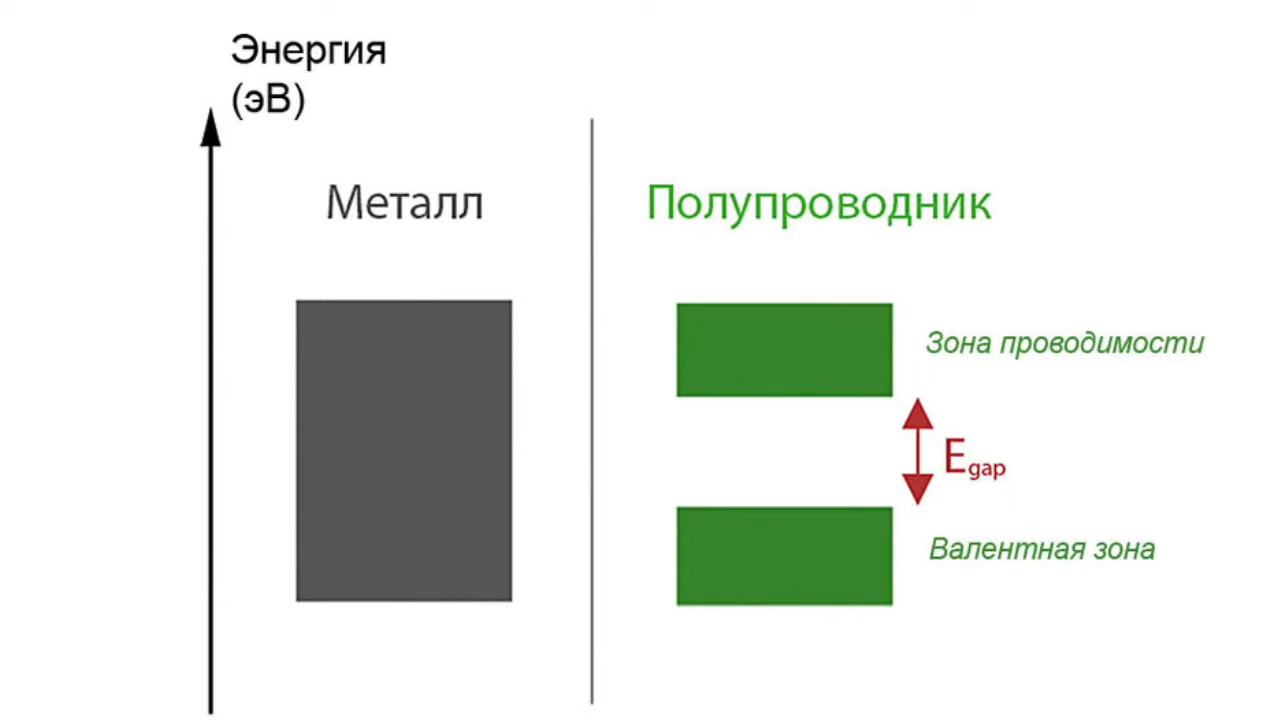 Энергия
(эВ)
Металл
Полупроводник
Зона проводимости
Egap
Валентная зона